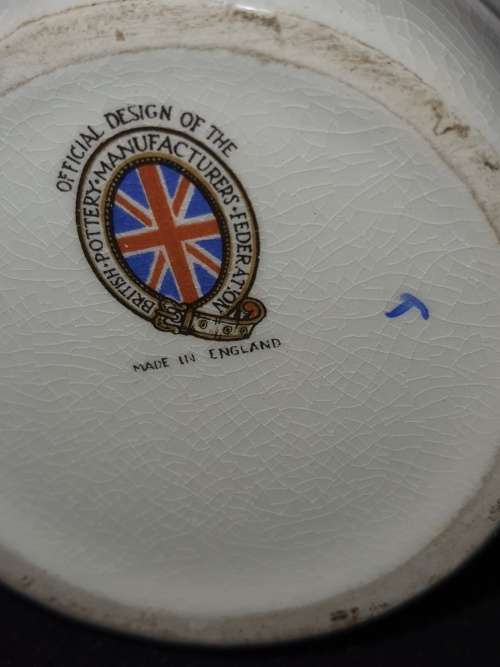 OFFICIAL DESIGN OF THE
BRITISH·POTTERY·MANUFACTURERS·FEDERATION
MADE IN ENGLAND
T